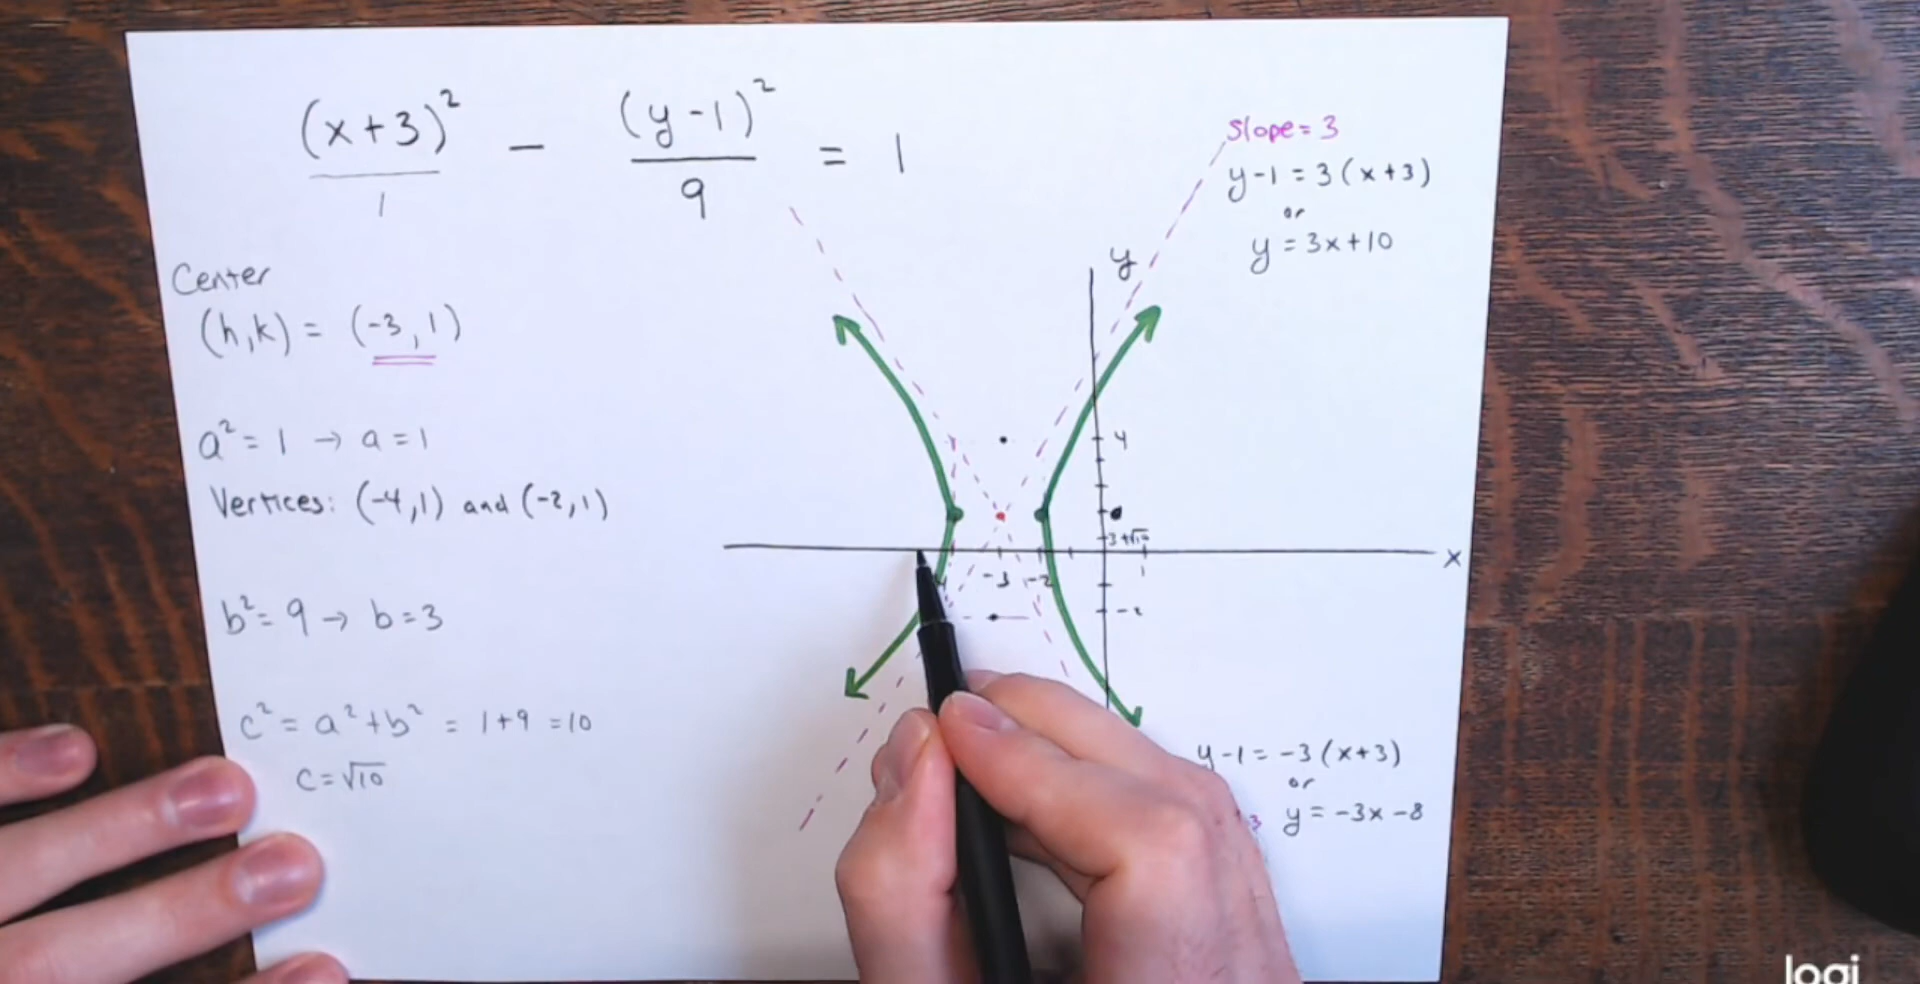 (x+3)² / 1 - (y-1)² / 9 = 1
Center
(h,k) = (-3, 1)
a² = 1 → a = 1
Vertices: (-4,1) and (-2,1)
b² = 9 → b = 3
c² = a² + b² = 1+9 = 10
c = √10
Slope = 3
y-1 = 3(x+3)
or
y = 3x+10
y
4
x
-3
-2
-2
y-1 = -3(x+3)
or
y = -3x-8
logi